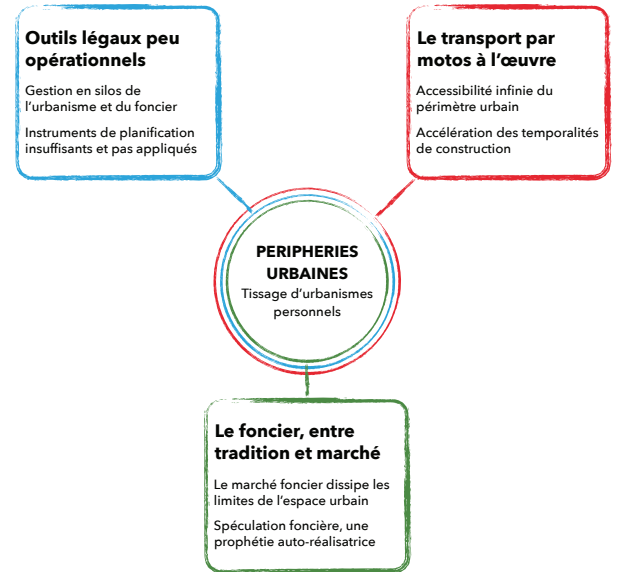 Outils légaux peu
opérationnels
Gestion en silos de
l'urbanisme et du foncier
Instruments de planification
insuffisants et pas appliqués
Le transport par
motos à l'œuvre
Accessibilité infinie du
périmètre urbain
Accélération des temporalités
de construction
PERIPHERIES
URBAINES
Tissage d'urbanismes
personnels
Le foncier, entre
tradition et marché
Le marché foncier dissipe les
limites de l'espace urbain
Spéculation foncière, une
prophétie auto-réalisatrice